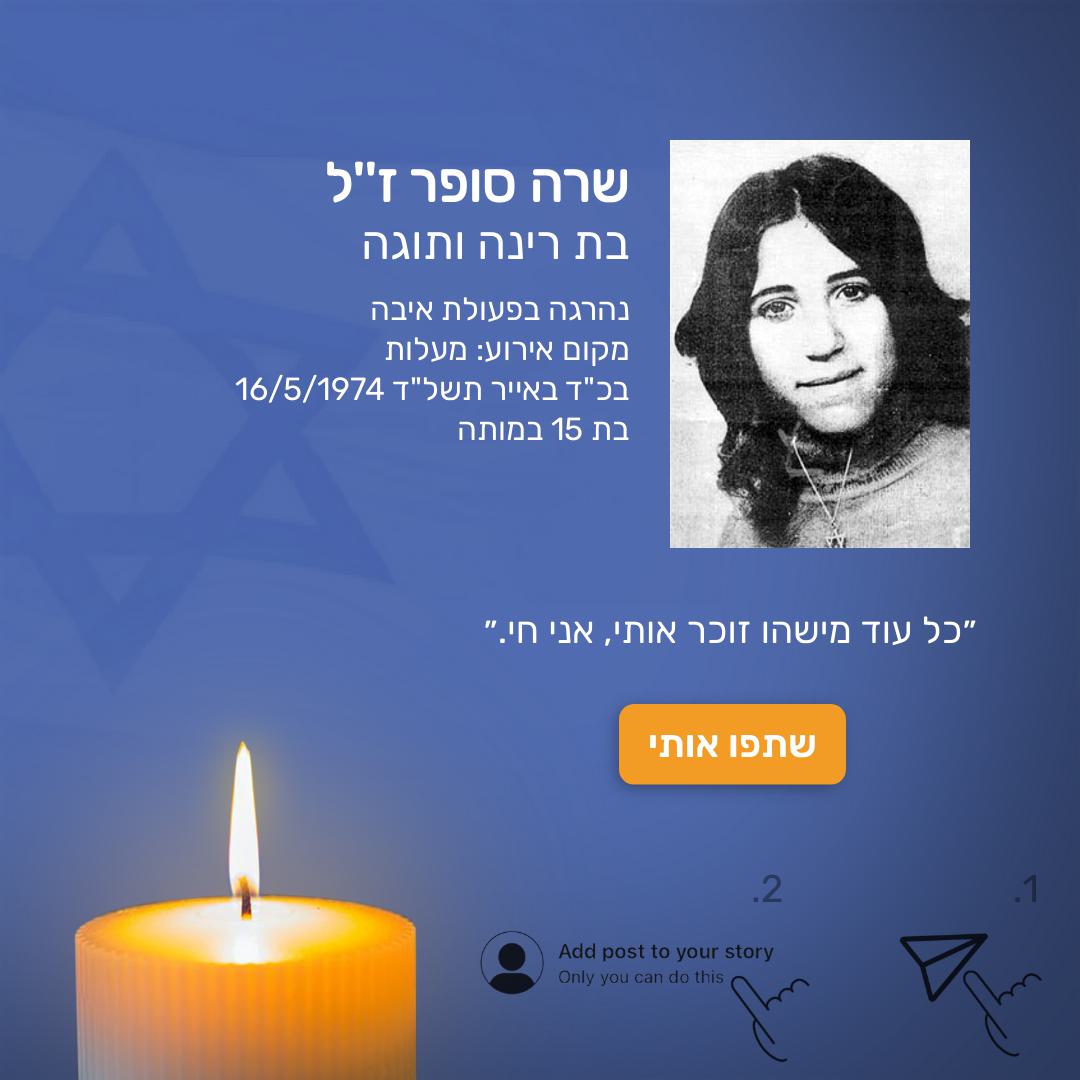 שרה סופר ז"ל
בת רינה ותוגה
נהרגה בפעולת איבה
מקום אירוע: מעלות
בכ"ד באייר תשל"ד 16/5/1974
בת 15 במותה
״כל עוד מישהו זוכר אותי, אני חי.״
שתפו אותי
.1
.2
Add post to your story
Only you can do this